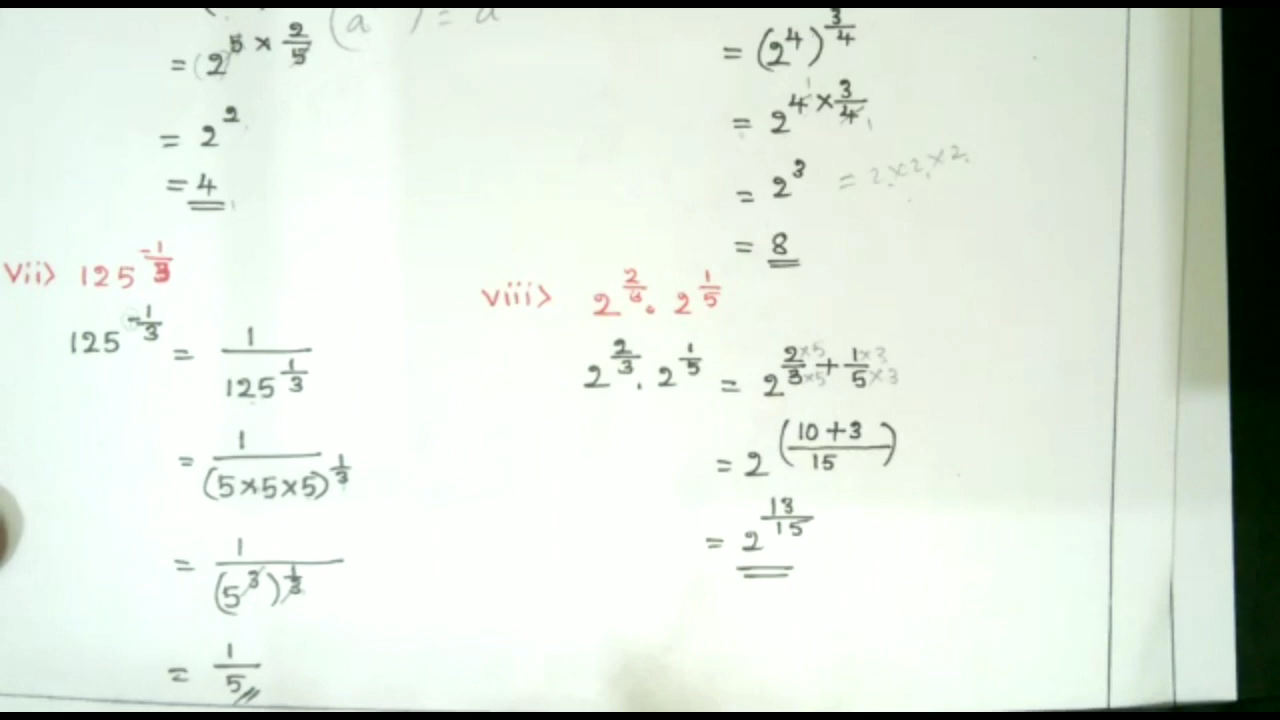 = 2^(5 × 2/5) (a ) = a
= 2^2
= 4
vii> 125^(-1/3)
125^(-1/3) = 1/(125^(1/3))
= 1/((5×5×5)^(1/3))
= 1/((5^3)^(1/3))
= 1/5
= (2^4)^(3/4)
= 2^(4 × 3/4)
= 2^3 = 2×2×2
= 8
viii> 2^(2/3) . 2^(1/5)
2^(2/3) . 2^(1/5) = 2^((2×5)/(3×5) + (1×3)/(5×3))
= 2^((10+3)/15)
= 2^(13/15)